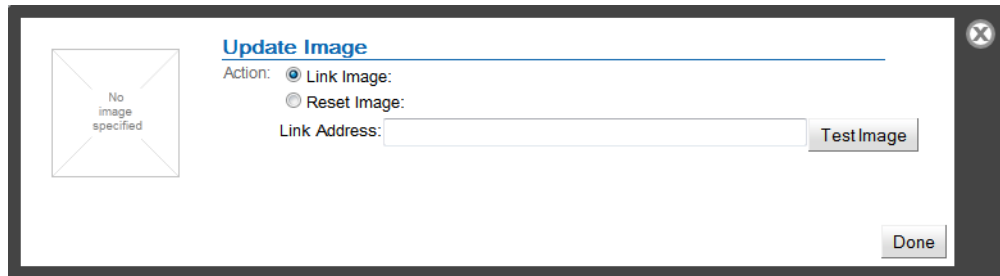 Update Image
No
image
specified
Action:
Link Image:
Reset Image:
Link Address:
Test Image
Done